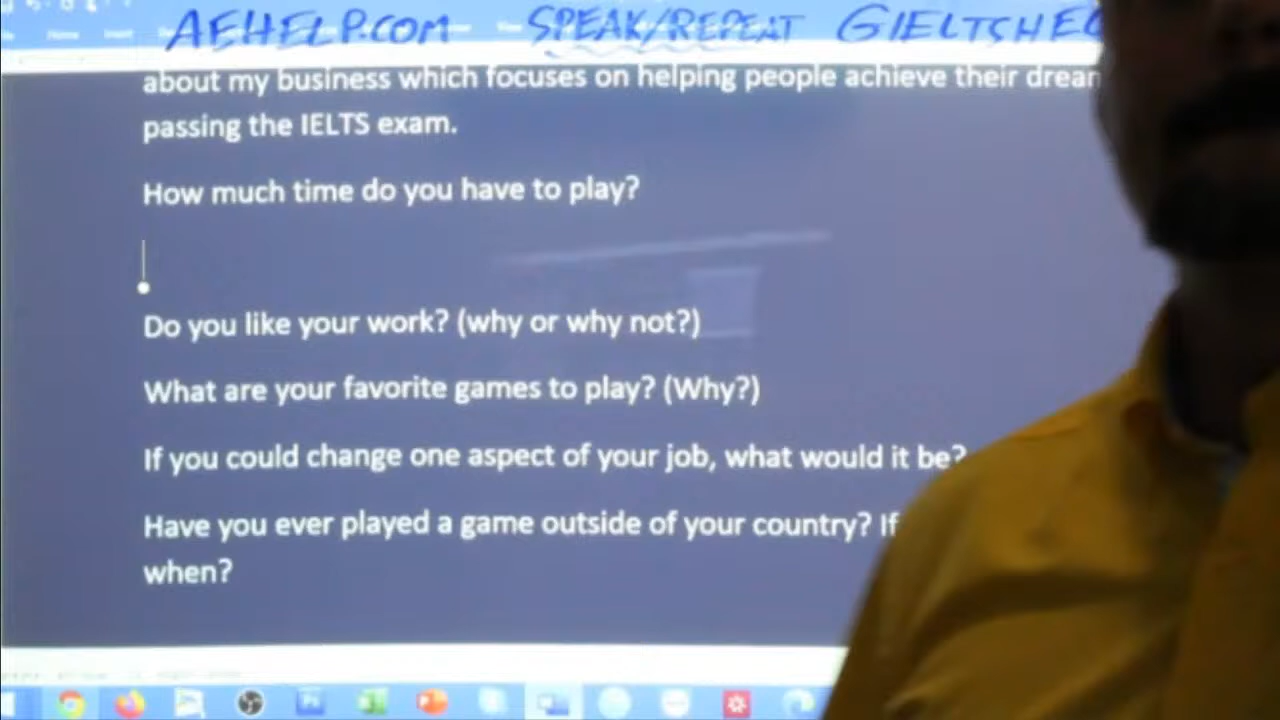 AEHELP.COM SPEAK/REPEAT
about my business which focuses on helping people achieve their
passing the IELTS exam.
How much time do you have to play?
Do you like your work? (why or why not?)
What are your favorite games to play? (Why?)
If you could change one aspect of your job, what would it be?
Have you ever played a game outside of your country? If
when?